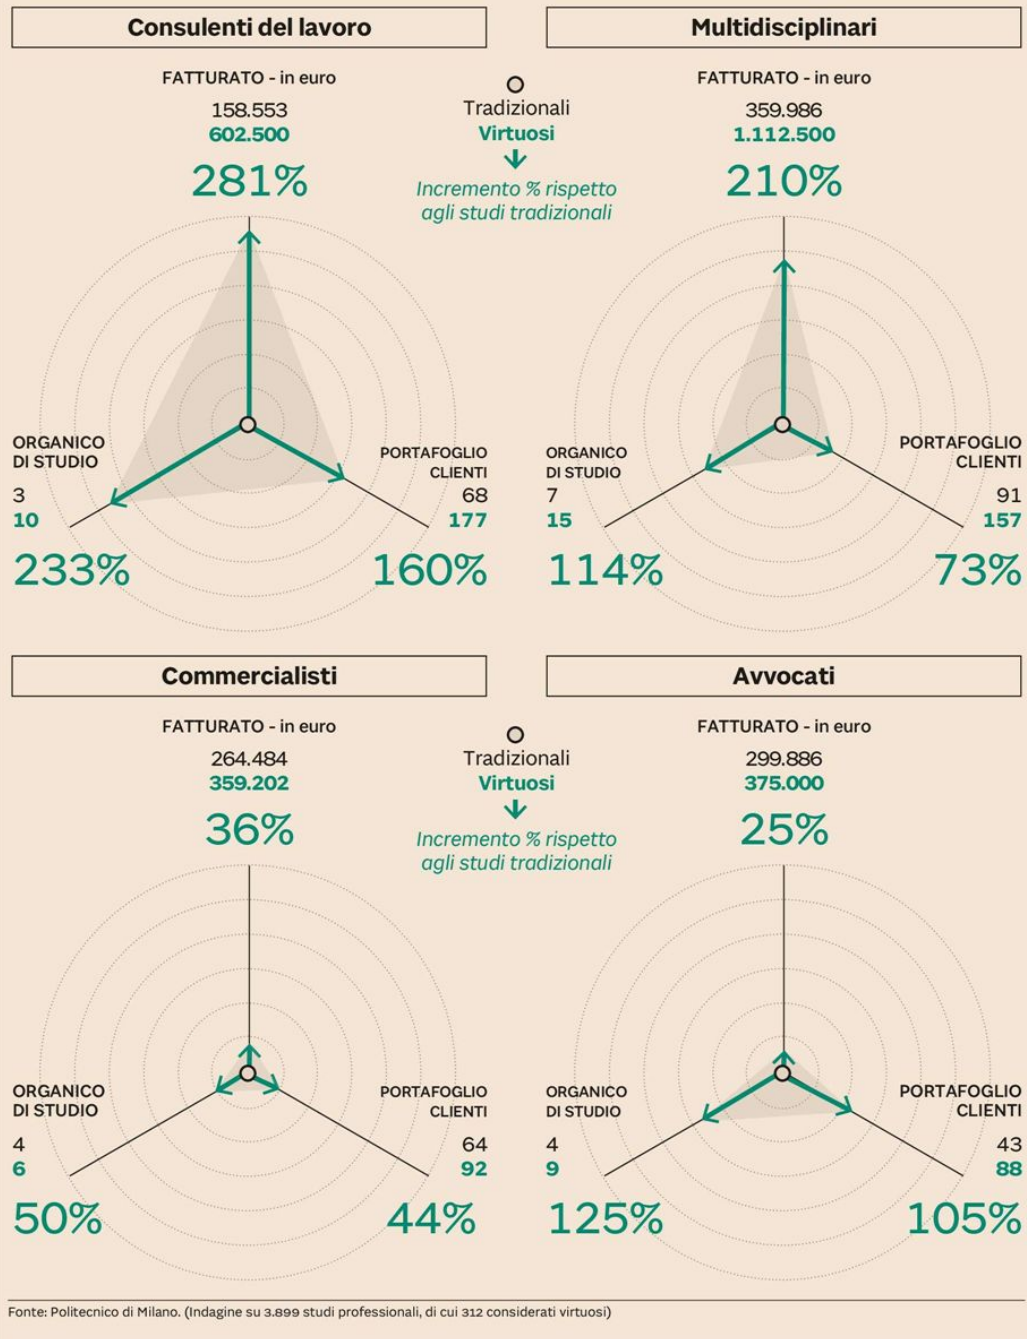 Consulenti del lavoro
FATTURATO - in euro
158.553
602.500
281%
ORGANICO
DI STUDIO
3
10
233%
PORTAFOGLIO
CLIENTI
68
177
160%
Tradizionali
Virtuosi
Incremento % rispetto
agli studi tradizionali
Multidisciplinari
FATTURATO - in euro
359.986
1.112.500
210%
ORGANICO
DI STUDIO
7
15
114%
PORTAFOGLIO
CLIENTI
91
157
73%
Commercialisti
FATTURATO - in euro
264.484
359.202
36%
ORGANICO
DI STUDIO
4
6
50%
PORTAFOGLIO
CLIENTI
64
92
44%
Tradizionali
Virtuosi
Incremento % rispetto
agli studi tradizionali
Avvocati
FATTURATO - in euro
299.886
375.000
25%
ORGANICO
DI STUDIO
4
9
125%
PORTAFOGLIO
CLIENTI
43
88
105%
Fonte: Politecnico di Milano. (Indagine su 3.899 studi professionali, di cui 312 considerati virtuosi)